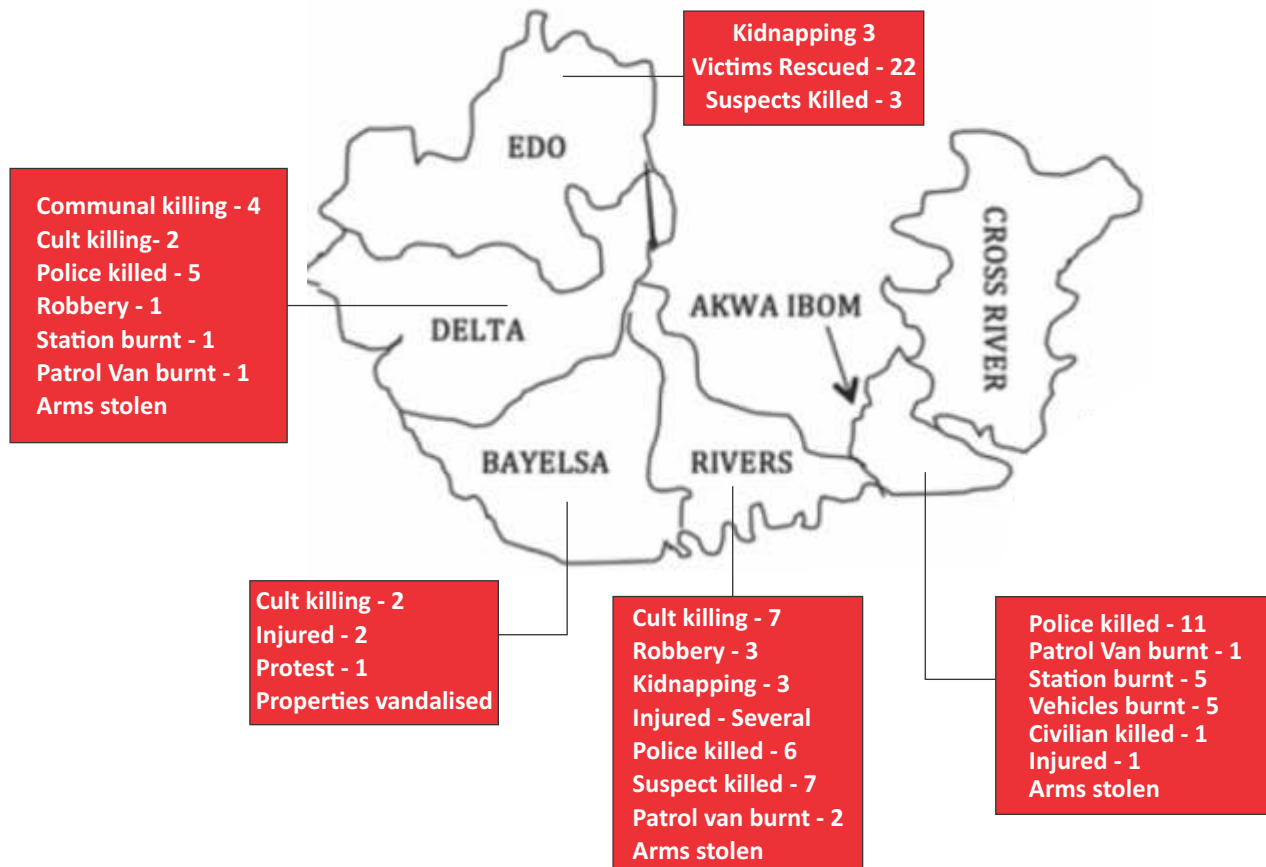 Kidnapping 3
Victims Rescued - 22
Suspects Killed - 3
EDO
Communal killing - 4
Cult killing- 2
Police killed - 5
Robbery - 1
Station burnt - 1
Patrol Van burnt - 1
Arms stolen
DELTA
AKWA IBOM
CROSS RIVER
BAYELSA
RIVERS
Cult killing - 2
Injured - 2
Protest - 1
Properties vandalised
Cult killing - 7
Robbery - 3
Kidnapping - 3
Injured - Several
Police killed - 6
Suspect killed - 7
Patrol van burnt - 2
Arms stolen
Police killed - 11
Patrol Van burnt - 1
Station burnt - 5
Vehicles burnt - 5
Civilian killed - 1
Injured - 1
Arms stolen